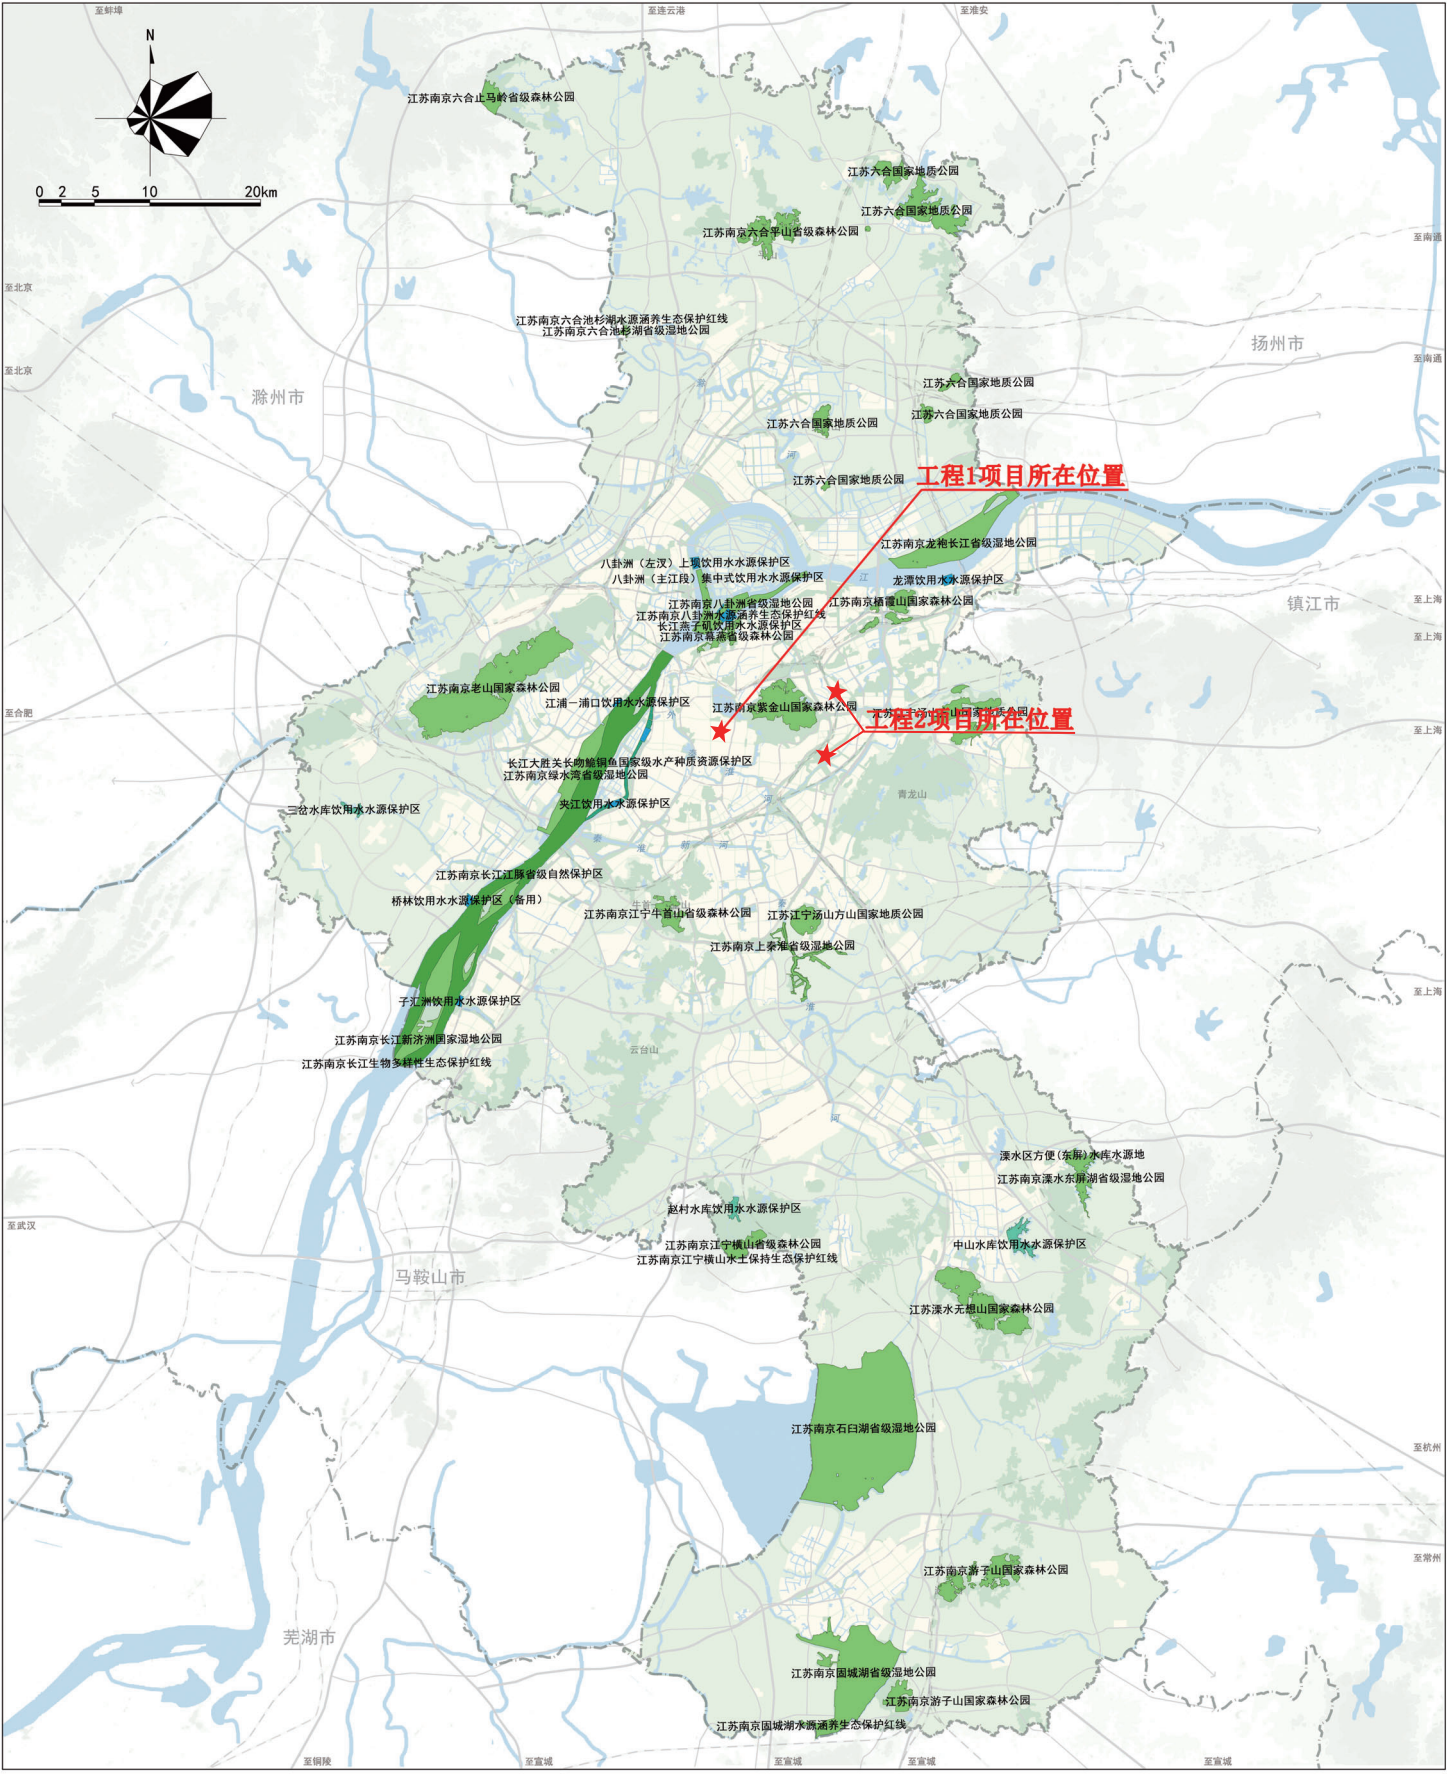 至蚌埠
至连云港
至淮安
N
江苏南京六合止马岭省级森林公园
江苏六合国家地质公园
0 2 5 10 20km
江苏六合国家地质公园
江苏南京六合平山省级森林公园
至南通
至北京
江苏南京六合池杉湖水源涵养生态保护红线
江苏南京六合池杉湖省级湿地公园
扬州市
至南通
至北京
江苏六合国家地质公园
滁州市
江苏六合国家地质公园
江苏六合国家地质公园
河
工程1项目所在位置
江苏六合国家地质公园
江苏南京龙袍长江省级湿地公园
八卦洲（左汊）上坝饮用水水源保护区
八卦洲（主江段）集中式饮用水水源保护区
江
龙潭饮用水水源保护区
江苏南京八卦洲省级湿地公园
江苏南京栖霞山国家森林公园
镇江市
至上海
江苏南京八卦洲水源涵养生态保护红线
长江燕子矶饮用水水源保护区
江苏南京幕燕省级森林公园
至上海
江苏南京老山国家森林公园
江浦－浦口饮用水水源保护区
江苏南京紫金山国家森林公园
至合肥
外
工程2项目所在位置
至上海
长江大胜关长吻鮠铜鱼国家级水产种质资源保护区
江苏南京绿水湾省级湿地公园
淮
河
青龙山
三岔水库饮用水水源保护区
夹江饮用水水源保护区
秦
淮
新
河
江苏南京长江江豚省级自然保护区
桥林饮用水水源保护区（备用）
江苏南京江宁牛首山省级森林公园
江苏江宁汤山方山国家地质公园
江苏南京上秦淮省级湿地公园
至上海
子汇洲饮用水水源保护区
淮
江苏南京长江新济洲国家湿地公园
云台山
江苏南京长江生物多样性生态保护红线
河
溧水区方便(东屏)水库水源地
江苏南京溧水东屏湖省级湿地公园
赵村水库饮用水水源保护区
至武汉
江苏南京江宁横山省级森林公园
中山水库饮用水水源保护区
江苏南京江宁横山水土保持生态保护红线
马鞍山市
江苏溧水无想山国家森林公园
江苏南京石臼湖省级湿地公园
至杭州
至常州
江苏南京游子山国家森林公园
芜湖市
江苏南京固城湖省级湿地公园
江苏南京游子山国家森林公园
江苏南京固城湖水源涵养生态保护红线
至铜陵
至宣城
至宣城
至宣城
至宣城